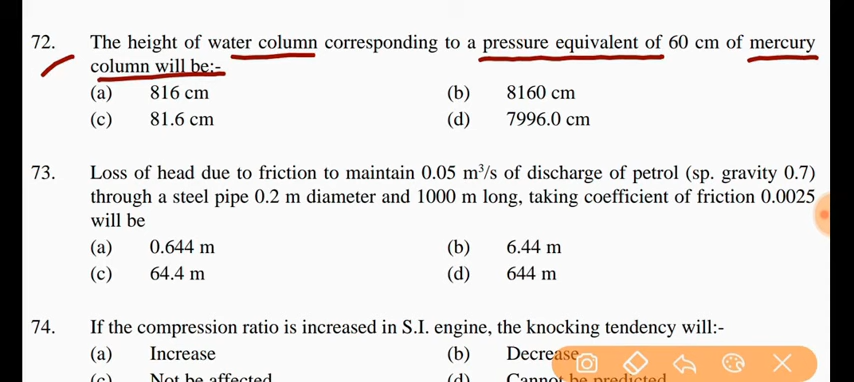 72. The height of water column corresponding to a pressure equivalent of 60 cm of mercury
column will be:-
(a) 816 cm (b) 8160 cm
(c) 81.6 cm (d) 7996.0 cm
73. Loss of head due to friction to maintain 0.05 m³/s of discharge of petrol (sp. gravity 0.7)
through a steel pipe 0.2 m diameter and 1000 m long, taking coefficient of friction 0.0025
will be
(a) 0.644 m (b) 6.44 m
(c) 64.4 m (d) 644 m
74. If the compression ratio is increased in S.I. engine, the knocking tendency will:-
(a) Increase (b) Decrease
(c) Not be affected (d) Cannot be predicted